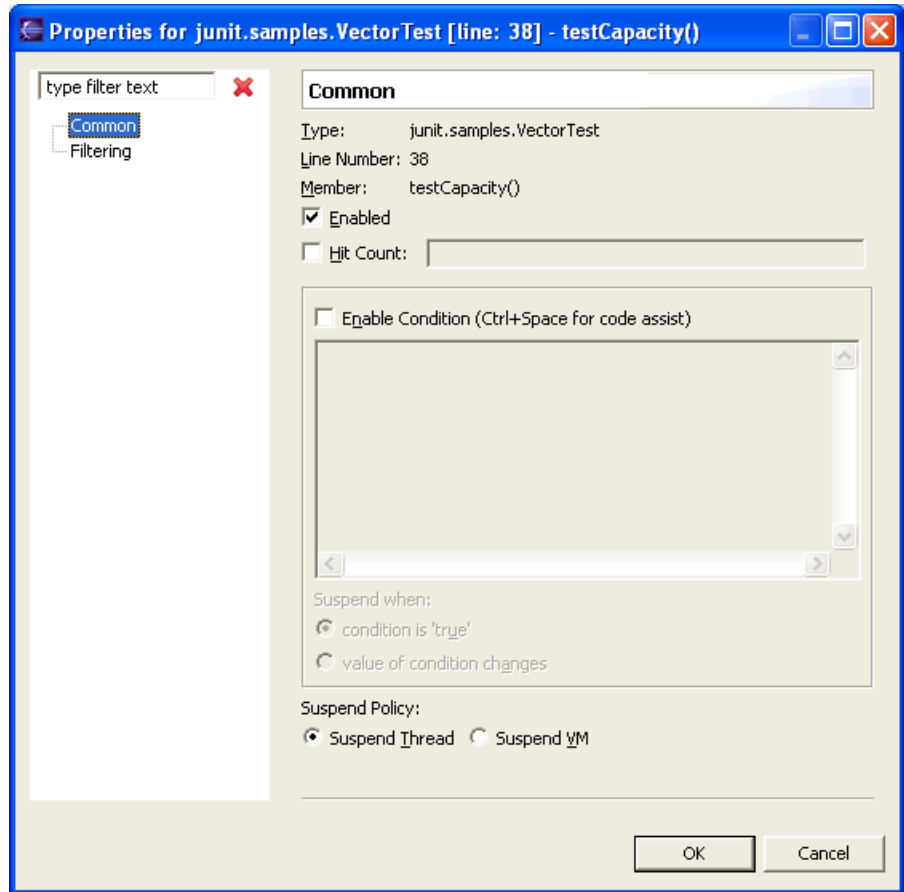 Properties for junit.samples.VectorTest [line: 38] - testCapacity()
type filter text
Common
Filtering
Common
Type: junit.samples.VectorTest
Line Number: 38
Member: testCapacity()
Enabled
Hit Count:
Enable Condition (Ctrl+Space for code assist)
Suspend when:
condition is 'true'
value of condition changes
Suspend Policy:
Suspend Thread Suspend VM
OK Cancel